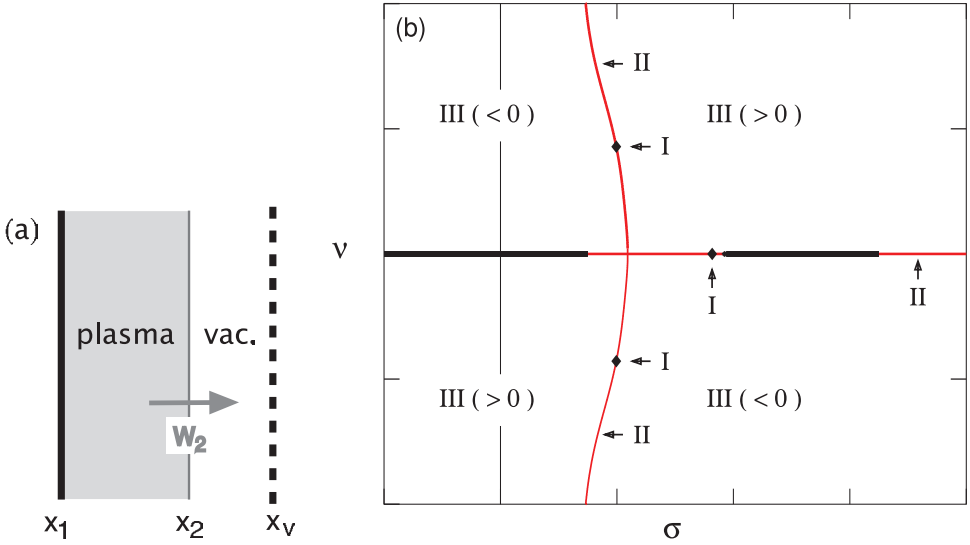 (a)
plasma
vac.
W₂
x₁
x₂
xᵥ
(b)
II
III ( < 0 )
III ( > 0 )
I
ν
I
II
I
III ( > 0 )
III ( < 0 )
II
σ